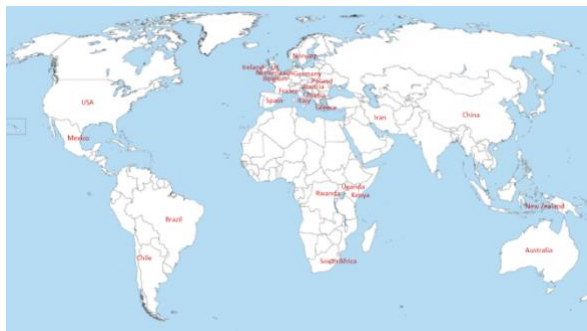 Norway
Ireland
UK
Netherlands
Germany
Belgium
Poland
Austria
France
Spain
Italy
Greece
USA
Mexico
Iran
China
Uganda
Rwanda
Kenya
New Zealand
Brazil
Chile
South Africa
Australia